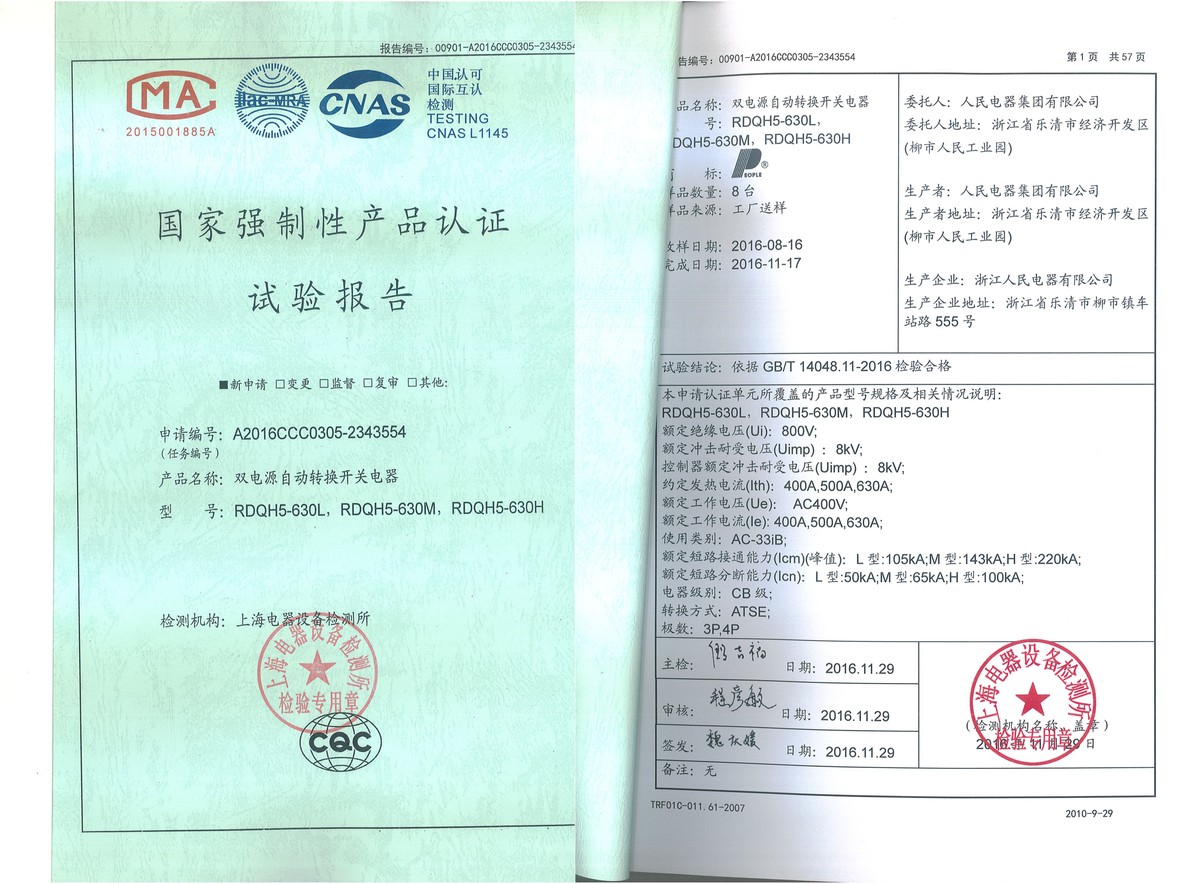 报告编号：00901-A2016CCC0305-2343554
MA
2015001885A
ilac-MRA
CNAS
中国认可
国际互认
检测
TESTING
CNAS L1145
国家强制性产品认证
试验报告
■新申请 □变更 □监督 □复审 □其他:
申请编号：A2016CCC0305-2343554
(任务编号)
产品名称：双电源自动转换开关电器
型 号：RDQH5-630L，RDQH5-630M，RDQH5-630H
检测机构：上海电器设备检测所
上海电器设备检测所
检验专用章
CQC
告编号：00901-A2016CCC0305-2343554
第 1 页 共 57 页
品名称：双电源自动转换开关电器
号：RDQH5-630L，
DQH5-630M，RDQH5-630H
标：
PEOPLE ®
品数量：8 台
品来源：工厂送样
样日期：2016-08-16
完成日期：2016-11-17
委托人：人民电器集团有限公司
委托人地址：浙江省乐清市经济开发区
(柳市人民工业园)
生产者：人民电器集团有限公司
生产者地址：浙江省乐清市经济开发区
(柳市人民工业园)
生产企业：浙江人民电器有限公司
生产企业地址：浙江省乐清市柳市镇车
站路 555 号
试验结论：依据 GB/T 14048.11-2016 检验合格
本申请认证单元所覆盖的产品型号规格及相关情况说明：
RDQH5-630L，RDQH5-630M，RDQH5-630H
额定绝缘电压(Ui)：800V;
额定冲击耐受电压(Uimp)：8kV;
控制器额定冲击耐受电压(Uimp)：8kV;
约定发热电流(Ith)：400A,500A,630A;
额定工作电压(Ue)： AC400V;
额定工作电流(Ie): 400A,500A,630A;
使用类别：AC-33iB;
额定短路接通能力(Icm)(峰值)：L 型:105kA;M 型:143kA;H 型:220kA;
额定短路分断能力(Icn)：L 型:50kA;M 型:65kA;H 型:100kA;
电器级别：CB 级;
转换方式：ATSE;
极数：3P,4P
主检： 日期：2016.11.29
审核：程彦敏 日期：2016.11.29
签发：魏 日期：2016.11.29
上海电器设备检测所
(检测机构名称、盖章)
2016年11月29日
检验专用章
备注：无
TRF01C-011.61-2007
2010-9-29